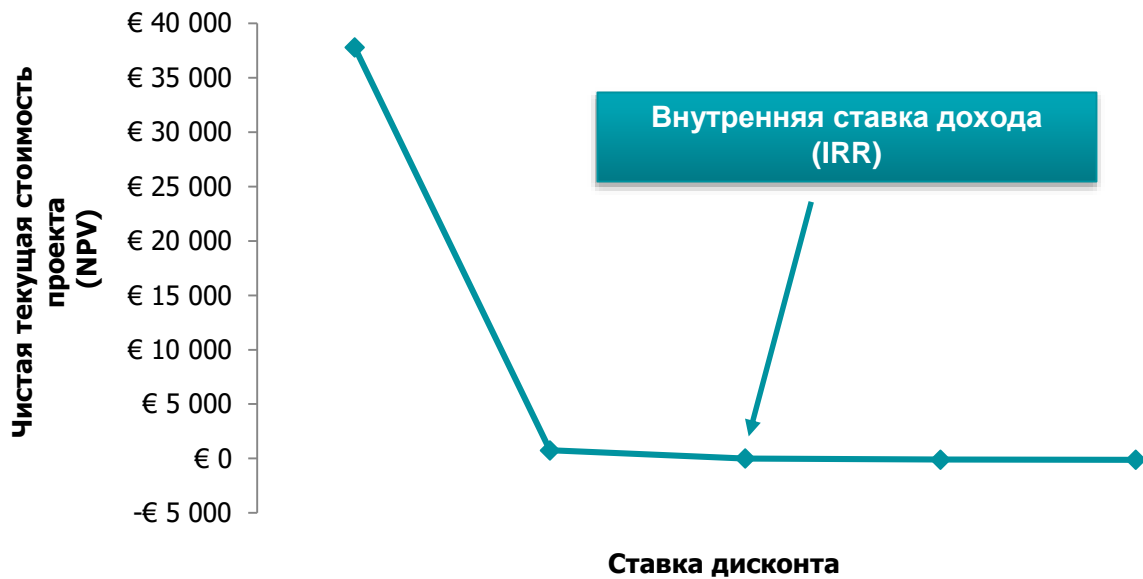 Чистая текущая стоимость
проекта
(NPV)
€ 40 000
€ 35 000
€ 30 000
€ 25 000
€ 20 000
€ 15 000
€ 10 000
€ 5 000
€ 0
-€ 5 000
Внутренняя ставка дохода
(IRR)
Ставка дисконта